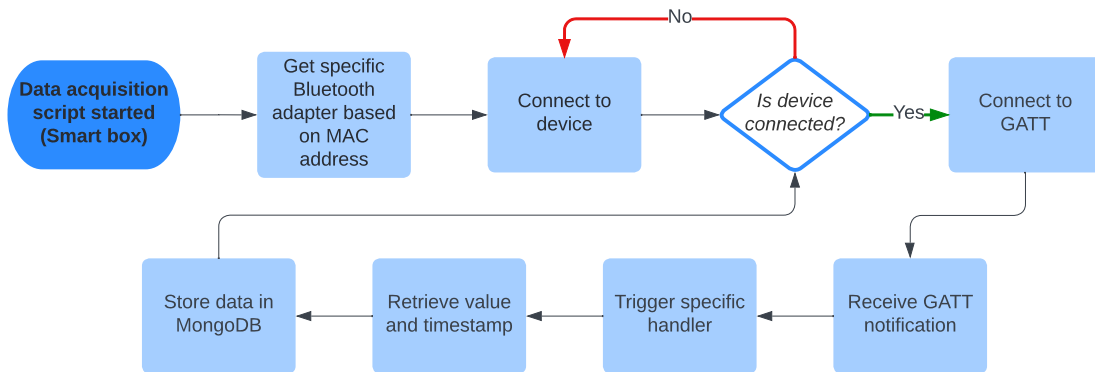 No
Data acquisition
script started
(Smart box)
Get specific
Bluetooth
adapter based
on MAC
address
Connect to
device
Is device
connected?
Yes
Connect to
GATT
Store data in
MongoDB
Retrieve value
and timestamp
Trigger specific
handler
Receive GATT
notification